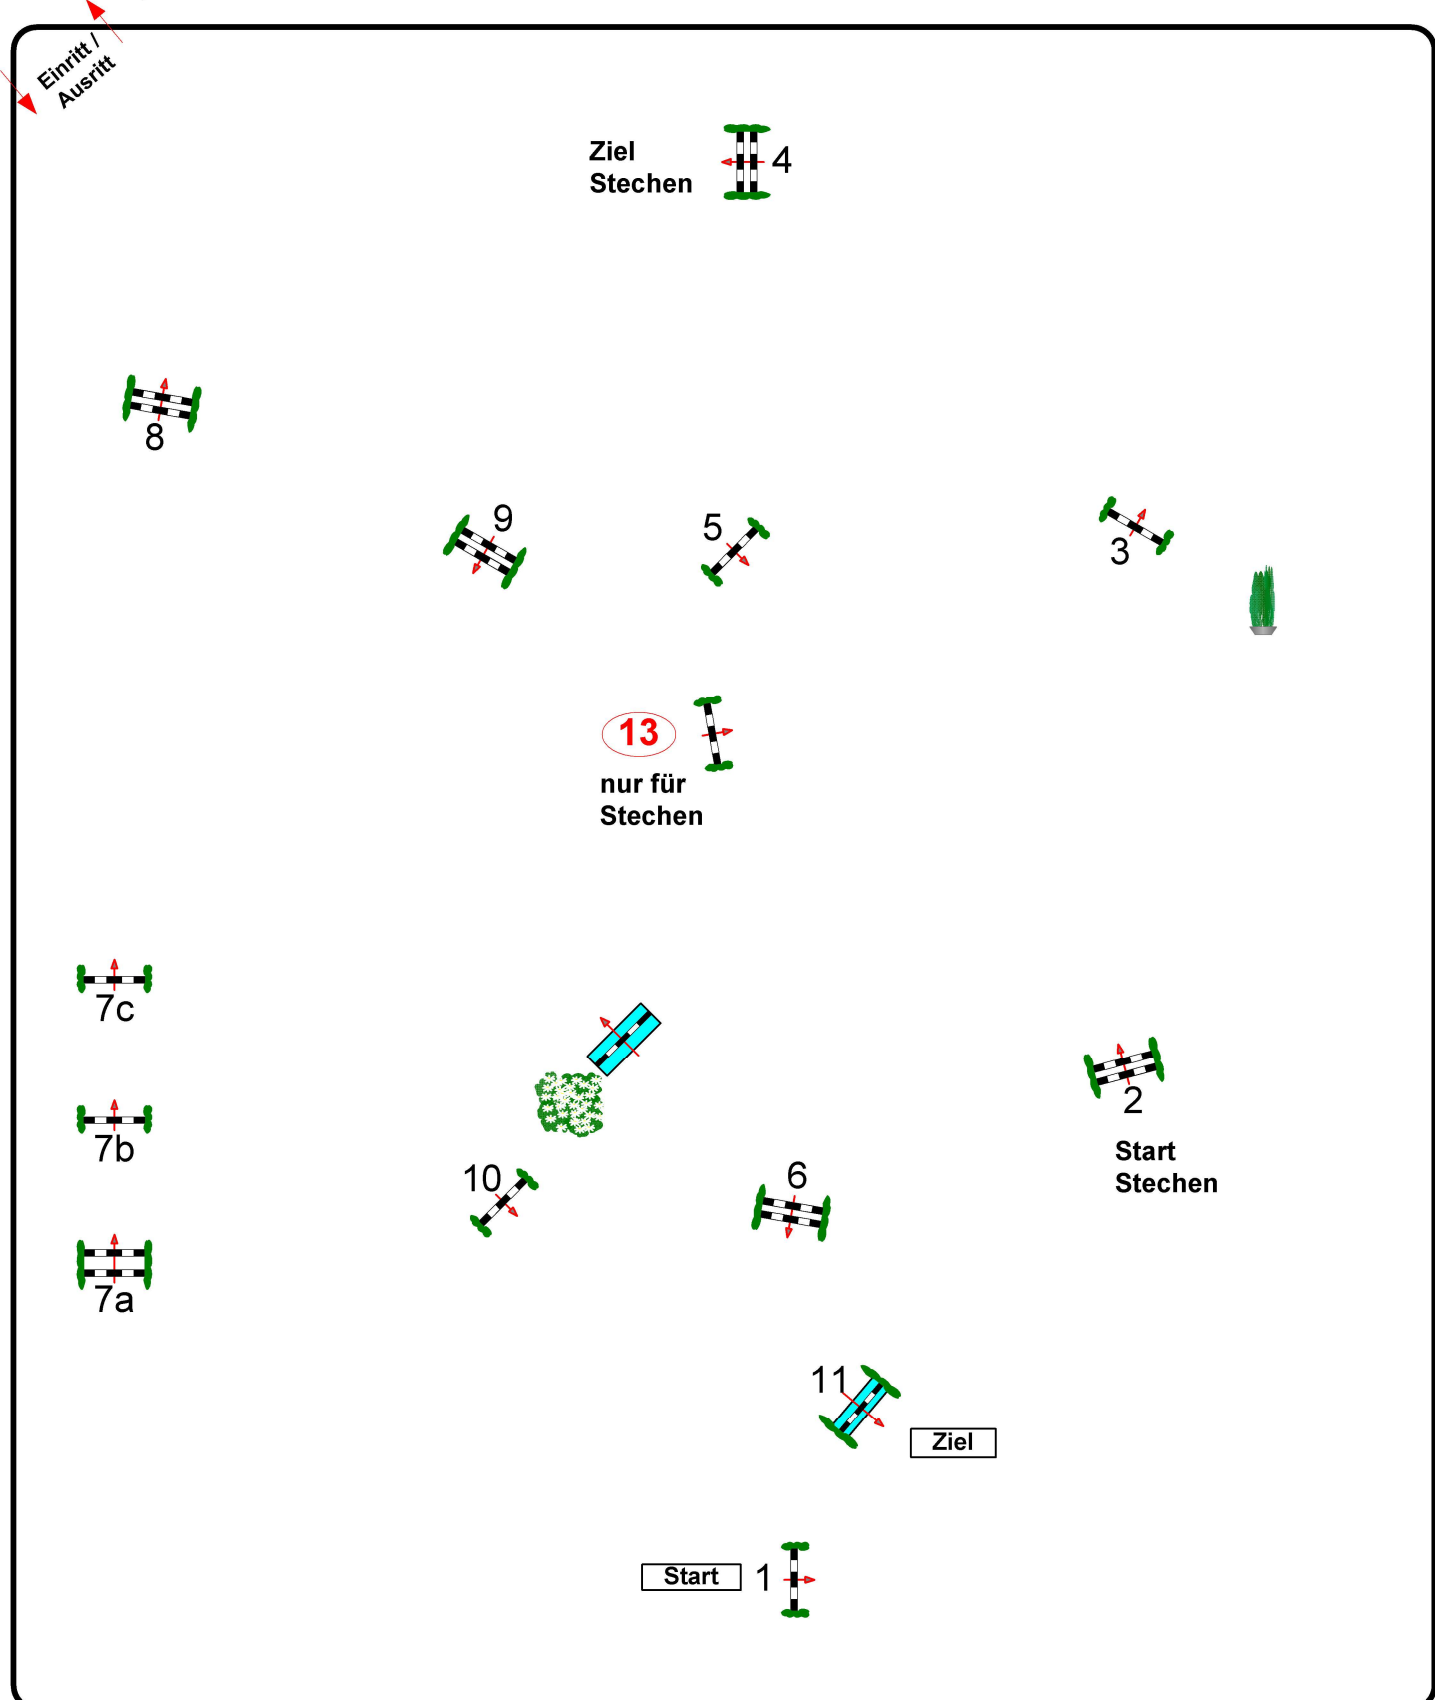 Einritt /
Ausritt
Ziel
Stechen
4
8
9
5
3
13
nur für
Stechen
7c
2
7b
Start
Stechen
10
6
7a
11
Ziel
Start
1